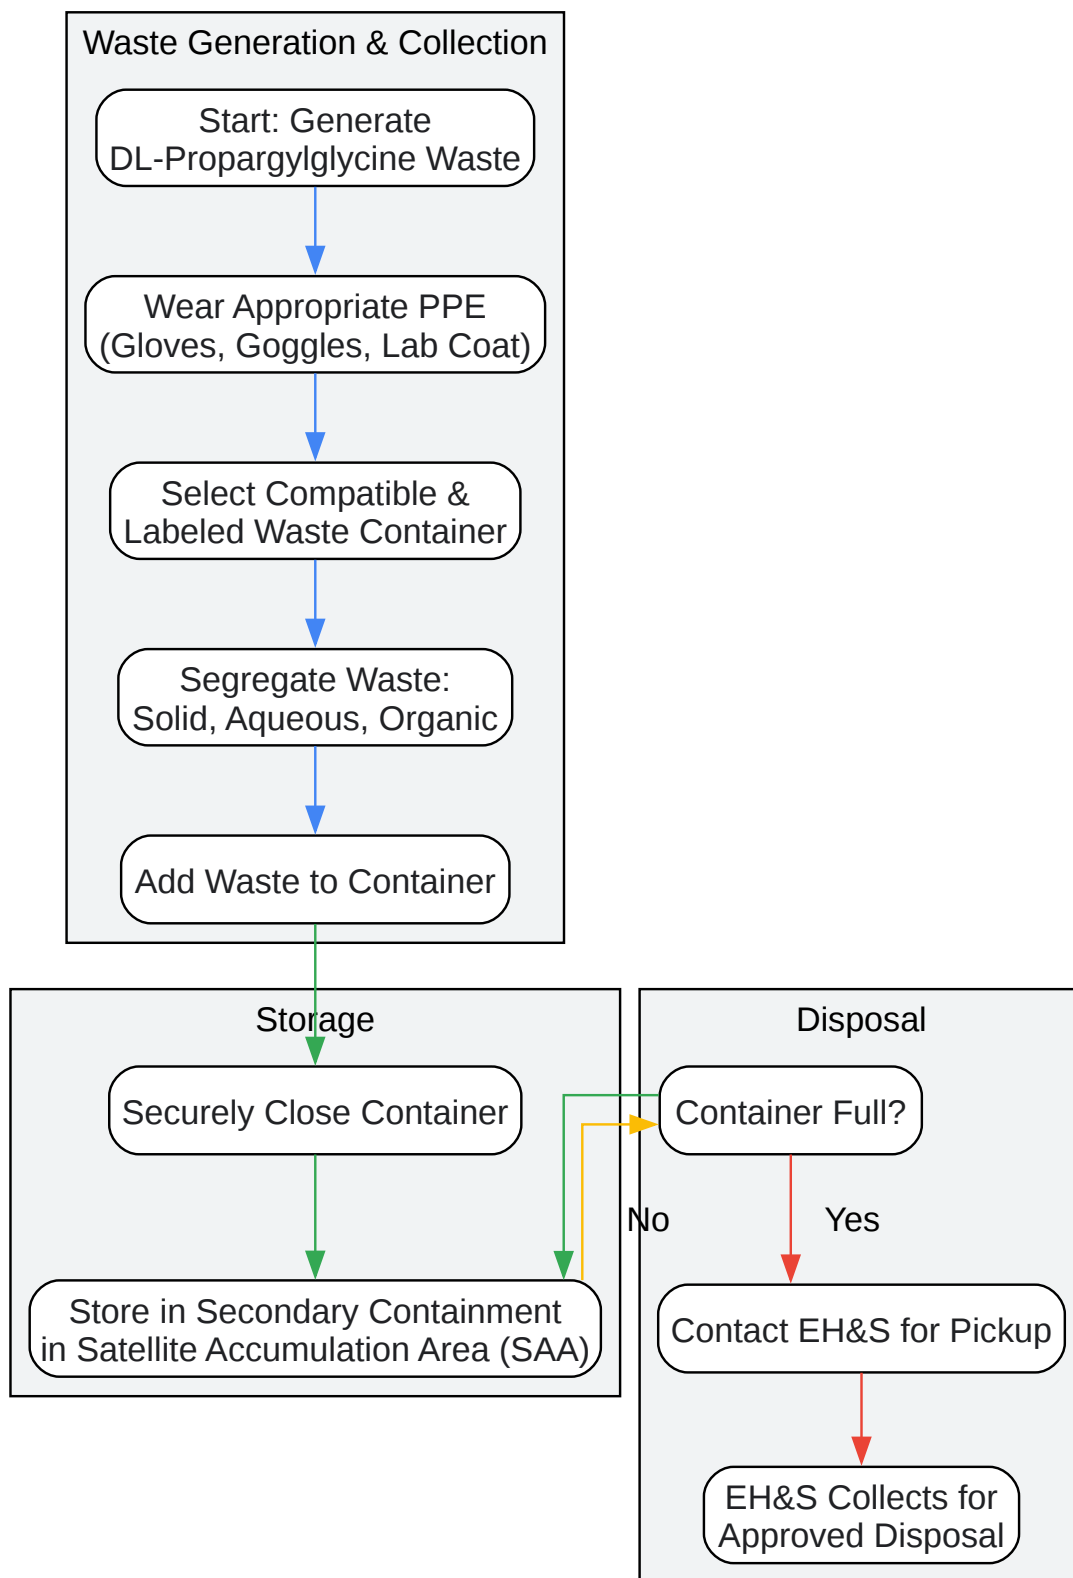 Waste Generation & Collection
Start: Generate
DL-Propargylglycine Waste
Wear Appropriate PPE
(Gloves, Goggles, Lab Coat)
Select Compatible &
Labeled Waste Container
Segregate Waste:
Solid, Aqueous, Organic
Add Waste to Container
Storage
Securely Close Container
Store in Secondary Containment
in Satellite Accumulation Area (SAA)
Disposal
Container Full?
No
Yes
Contact EH&S for Pickup
EH&S Collects for
Approved Disposal